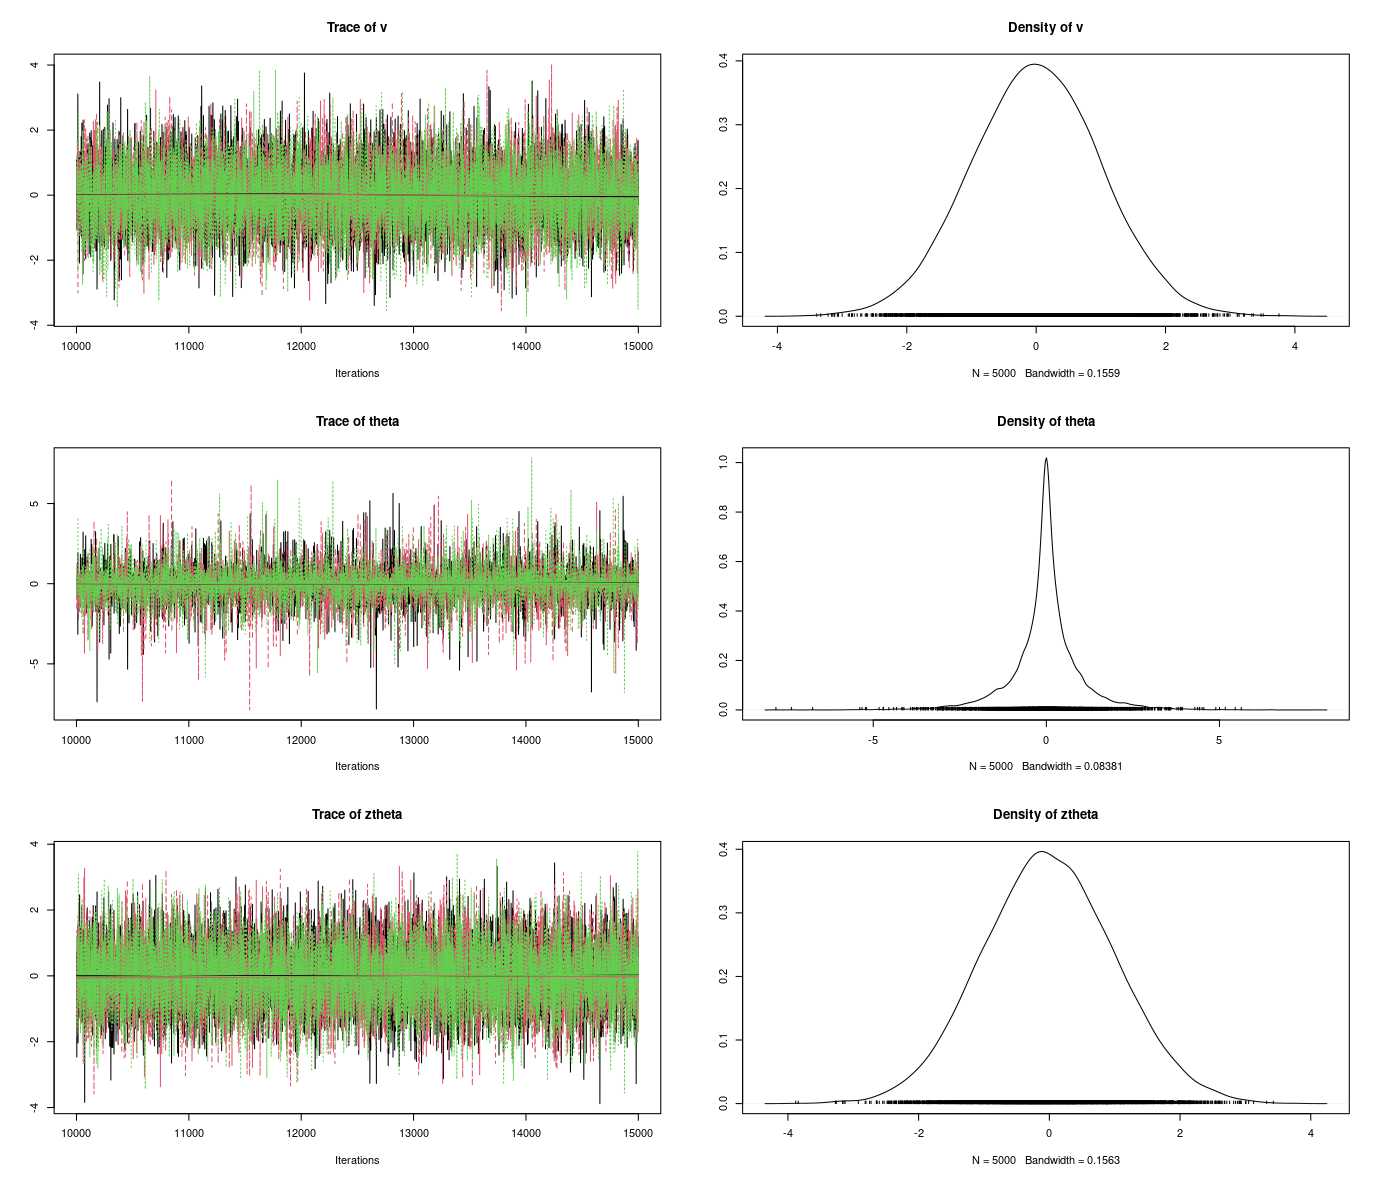 Trace of v
4
2
0
-2
-4
10000 11000 12000 13000 14000 15000
Iterations
Density of v
0.4
0.3
0.2
0.1
0.0
-4 -2 0 2 4
N = 5000 Bandwidth = 0.1559
Trace of theta
5
0
-5
10000 11000 12000 13000 14000 15000
Iterations
Density of theta
1.0
0.8
0.6
0.4
0.2
0.0
-5 0 5
N = 5000 Bandwidth = 0.08381
Trace of ztheta
4
2
0
-2
-4
10000 11000 12000 13000 14000 15000
Iterations
Density of ztheta
0.4
0.3
0.2
0.1
0.0
-4 -2 0 2 4
N = 5000 Bandwidth = 0.1563